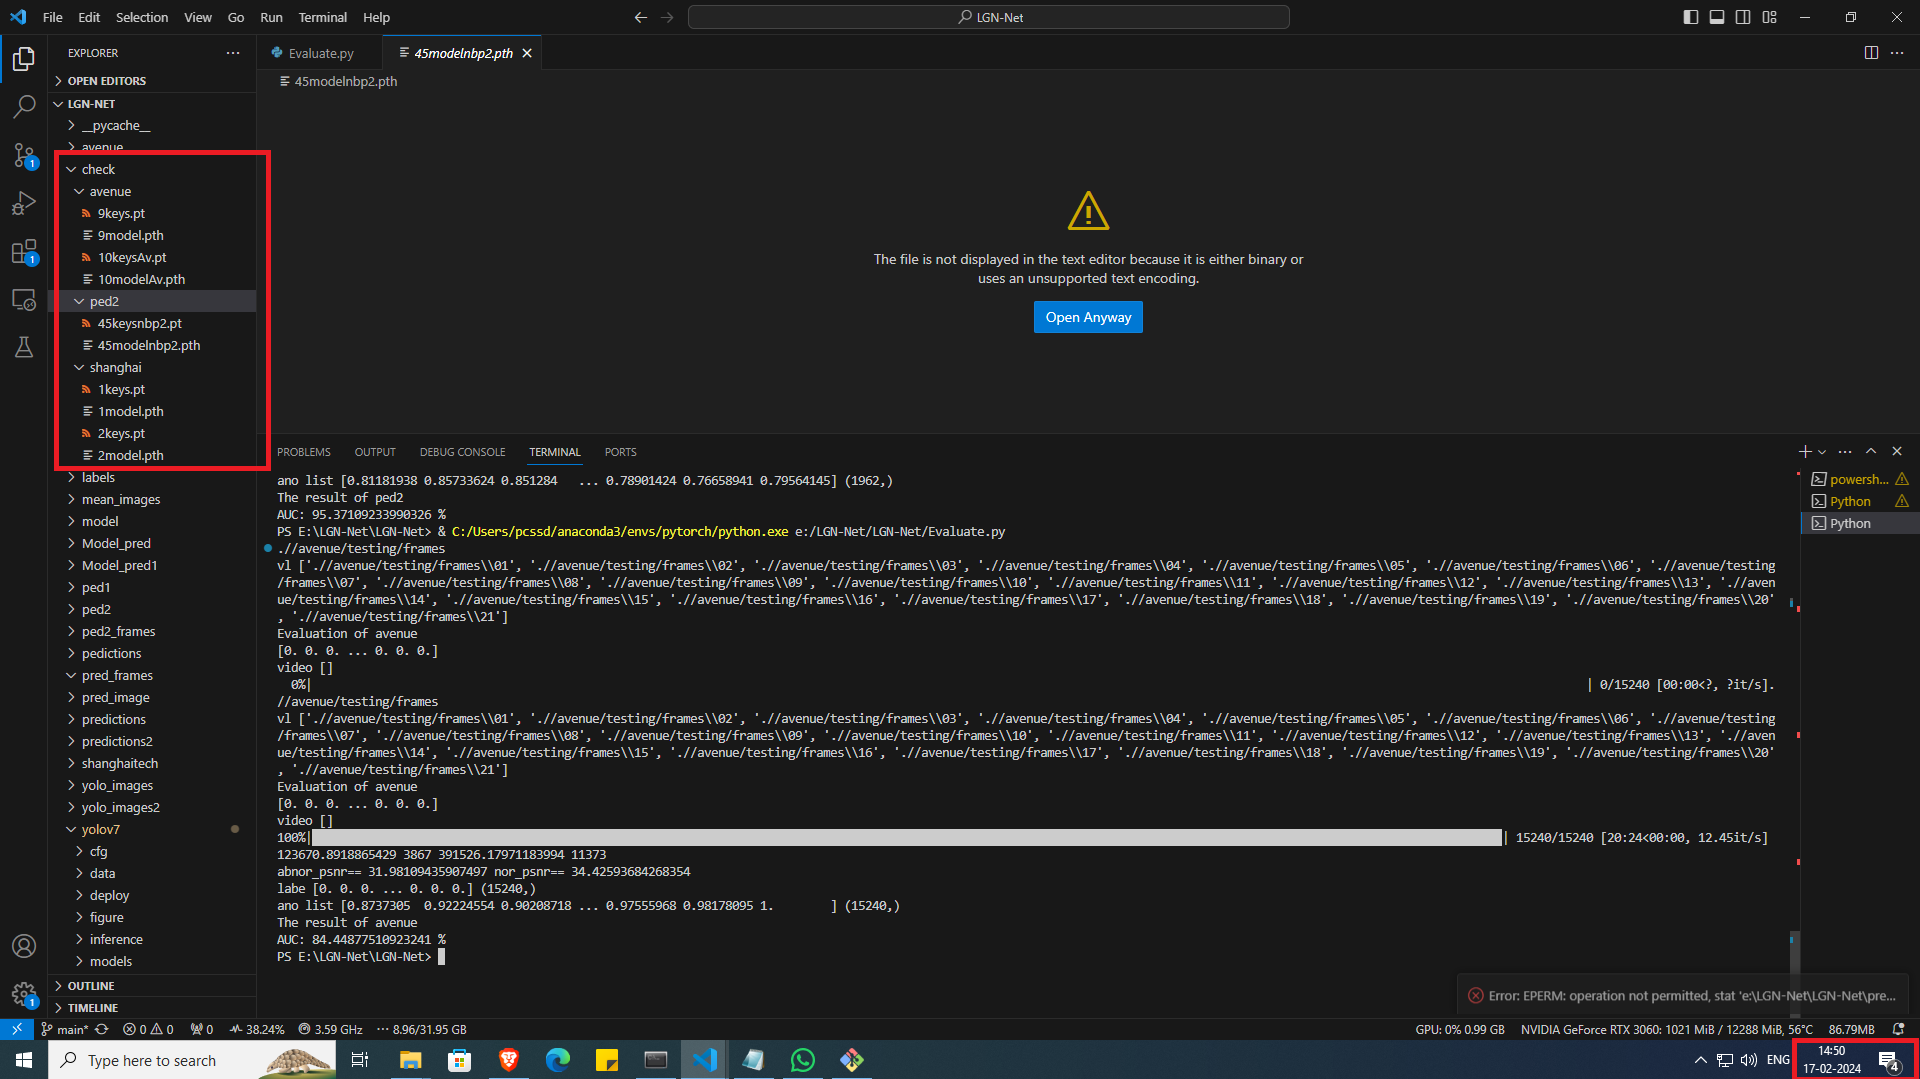 File Edit Selection View Go Run Terminal Help
LGN-Net
EXPLORER
OPEN EDITORS
LGN-NET
__pycache__
avenue
check
avenue
9keys.pt
9model.pth
10keysAv.pt
10modelAv.pth
ped2
45keysnbp2.pt
45modelnbp2.pth
shanghai
1keys.pt
1model.pth
2keys.pt
2model.pth
labels
mean_images
model
Model_pred
Model_pred1
ped1
ped2
ped2_frames
pedictions
pred_frames
pred_image
predictions
predictions2
shanghaitech
yolo_images
yolo_images2
yolov7
cfg
data
deploy
figure
inference
models
OUTLINE
TIMELINE
1
1
1
Evaluate.py
45modelnbp2.pth
45modelnbp2.pth
The file is not displayed in the text editor because it is either binary or
uses an unsupported text encoding.
Open Anyway
PROBLEMS OUTPUT DEBUG CONSOLE TERMINAL PORTS
powersh...
Python
Python
ano list [0.81181938 0.85733624 0.851284   ... 0.78901424 0.76658941 0.79564145] (1962,)
The result of ped2
AUC: 95.37109233990326 %
PS E:\LGN-Net\LGN-Net> & C:/Users/pcssd/anaconda3/envs/pytorch/python.exe e:/LGN-Net/LGN-Net/Evaluate.py
.//avenue/testing/frames
vl ['.//avenue/testing/frames\\01', './/avenue/testing/frames\\02', './/avenue/testing/frames\\03', './/avenue/testing/frames\\04', './/avenue/testing/frames\\05', './/avenue/testing/frames\\06', './/avenue/testing
/frames\\07', './/avenue/testing/frames\\08', './/avenue/testing/frames\\09', './/avenue/testing/frames\\10', './/avenue/testing/frames\\11', './/avenue/testing/frames\\12', './/avenue/testing/frames\\13', './/aven
ue/testing/frames\\14', './/avenue/testing/frames\\15', './/avenue/testing/frames\\16', './/avenue/testing/frames\\17', './/avenue/testing/frames\\18', './/avenue/testing/frames\\19', './/avenue/testing/frames\\20'
, './/avenue/testing/frames\\21']
Evaluation of avenue
[0. 0. 0. ... 0. 0. 0.]
video []
0%| | 0/15240 [00:00<?, ?it/s].
//avenue/testing/frames
vl ['.//avenue/testing/frames\\01', './/avenue/testing/frames\\02', './/avenue/testing/frames\\03', './/avenue/testing/frames\\04', './/avenue/testing/frames\\05', './/avenue/testing/frames\\06', './/avenue/testing
/frames\\07', './/avenue/testing/frames\\08', './/avenue/testing/frames\\09', './/avenue/testing/frames\\10', './/avenue/testing/frames\\11', './/avenue/testing/frames\\12', './/avenue/testing/frames\\13', './/aven
ue/testing/frames\\14', './/avenue/testing/frames\\15', './/avenue/testing/frames\\16', './/avenue/testing/frames\\17', './/avenue/testing/frames\\18', './/avenue/testing/frames\\19', './/avenue/testing/frames\\20'
, './/avenue/testing/frames\\21']
Evaluation of avenue
[0. 0. 0. ... 0. 0. 0.]
video []
100%| | 15240/15240 [20:24<00:00, 12.45it/s]
123670.8918865429 3867 391526.17971183994 11373
abnor_psnr== 31.98109435907497 nor_psnr== 34.42593684268354
labe [0. 0. 0. ... 0. 0. 0.] (15240,)
ano list [0.8737305  0.92224554 0.90208718 ... 0.97555968 0.98178095 1.        ] (15240,)
The result of avenue
AUC: 84.44877510923241 %
PS E:\LGN-Net\LGN-Net>
Error: EPERM: operation not permitted, stat 'e:\LGN-Net\LGN-Net\pre...
main* 0 0 0 38.24% 3.59 GHz 8.96/31.95 GB GPU: 0% 0.99 GB NVIDIA GeForce RTX 3060: 1021 MiB / 12288 MiB, 56°C 86.79MB
Type here to search
ENG
14:50
17-02-2024
4